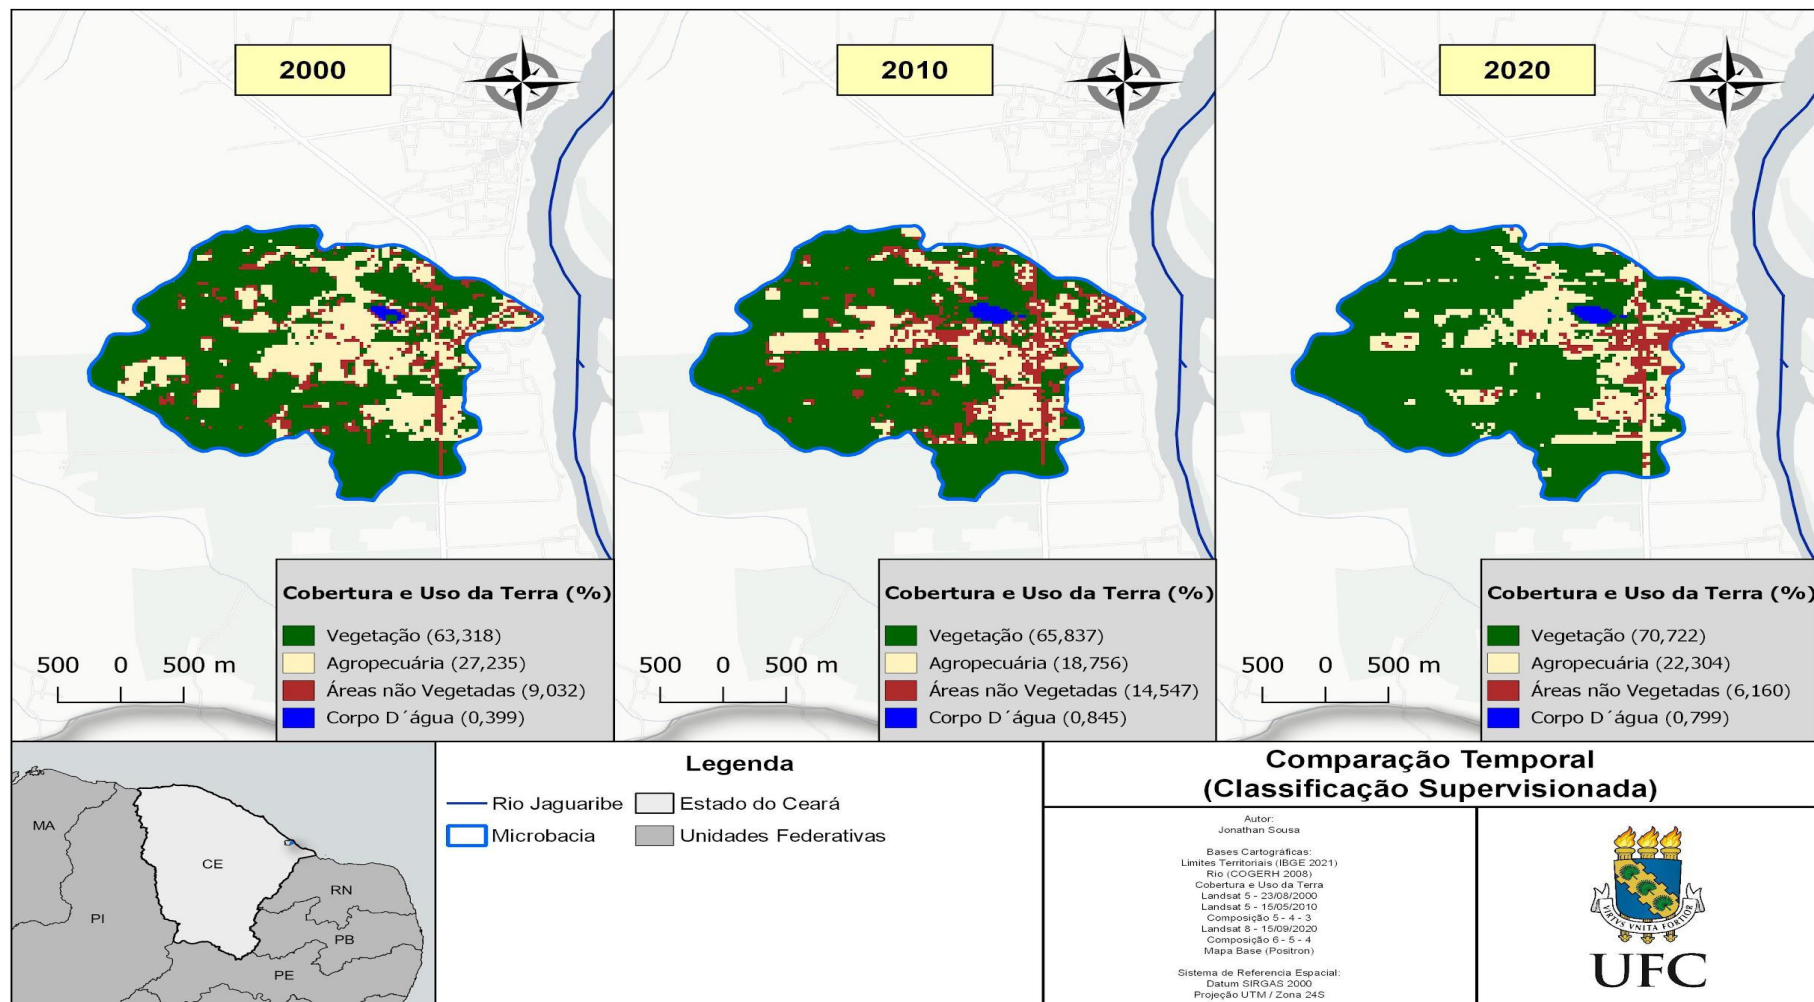 2000
2010
2020
Cobertura e Uso da Terra (%)
Vegetação (63,318)
Agropecuária (27,235)
Áreas não Vegetadas (9,032)
Corpo D´água (0,399)
500 0 500 m
Cobertura e Uso da Terra (%)
Vegetação (65,837)
Agropecuária (18,756)
Áreas não Vegetadas (14,547)
Corpo D´água (0,845)
500 0 500 m
Cobertura e Uso da Terra (%)
Vegetação (70,722)
Agropecuária (22,304)
Áreas não Vegetadas (6,160)
Corpo D´água (0,799)
500 0 500 m
MA
PI
CE
RN
PB
PE
Legenda
Rio Jaguaribe
Estado do Ceará
Microbacia
Unidades Federativas
Comparação Temporal
(Classificação Supervisionada)
Autor:
Jonathan Sousa
Bases Cartográficas:
Limites Territoriais (IBGE 2021)
Rio (COGERH 2008)
Cobertura e Uso da Terra
Landsat 5 - 23/08/2000
Landsat 5 - 15/05/2010
Composição 5 - 4 - 3
Landsat 8 - 15/09/2020
Composição 6 - 5 - 4
Mapa Base (Positron)
Sistema de Referencia Espacial:
Datum SIRGAS 2000
Projeção UTM / Zona 24S
VIRTVS VNITA FORTIOR
UFC